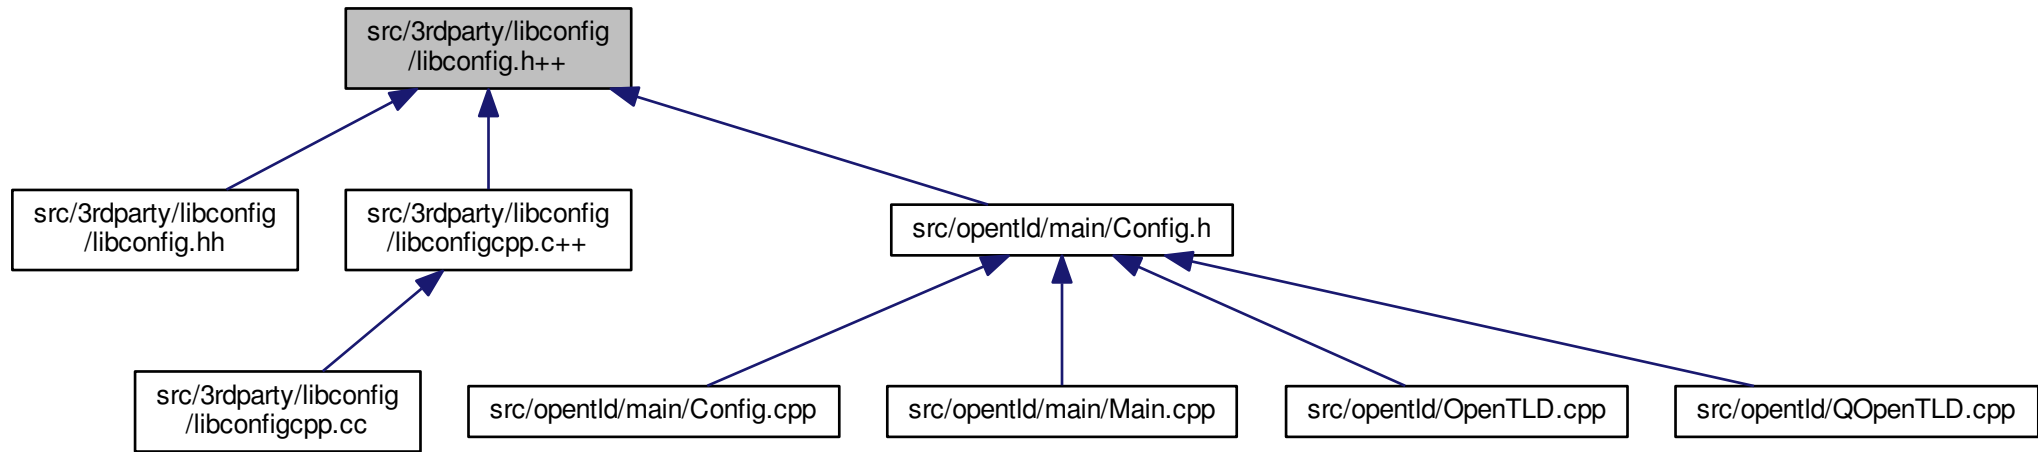 src/3rdparty/libconfig
/libconfig.h++
src/3rdparty/libconfig
/libconfig.hh
src/3rdparty/libconfig
/libconfigcpp.c++
src/opentld/main/Config.h
src/3rdparty/libconfig
/libconfigcpp.cc
src/opentld/main/Config.cpp
src/opentld/main/Main.cpp
src/opentld/OpenTLD.cpp
src/opentld/QOpenTLD.cpp